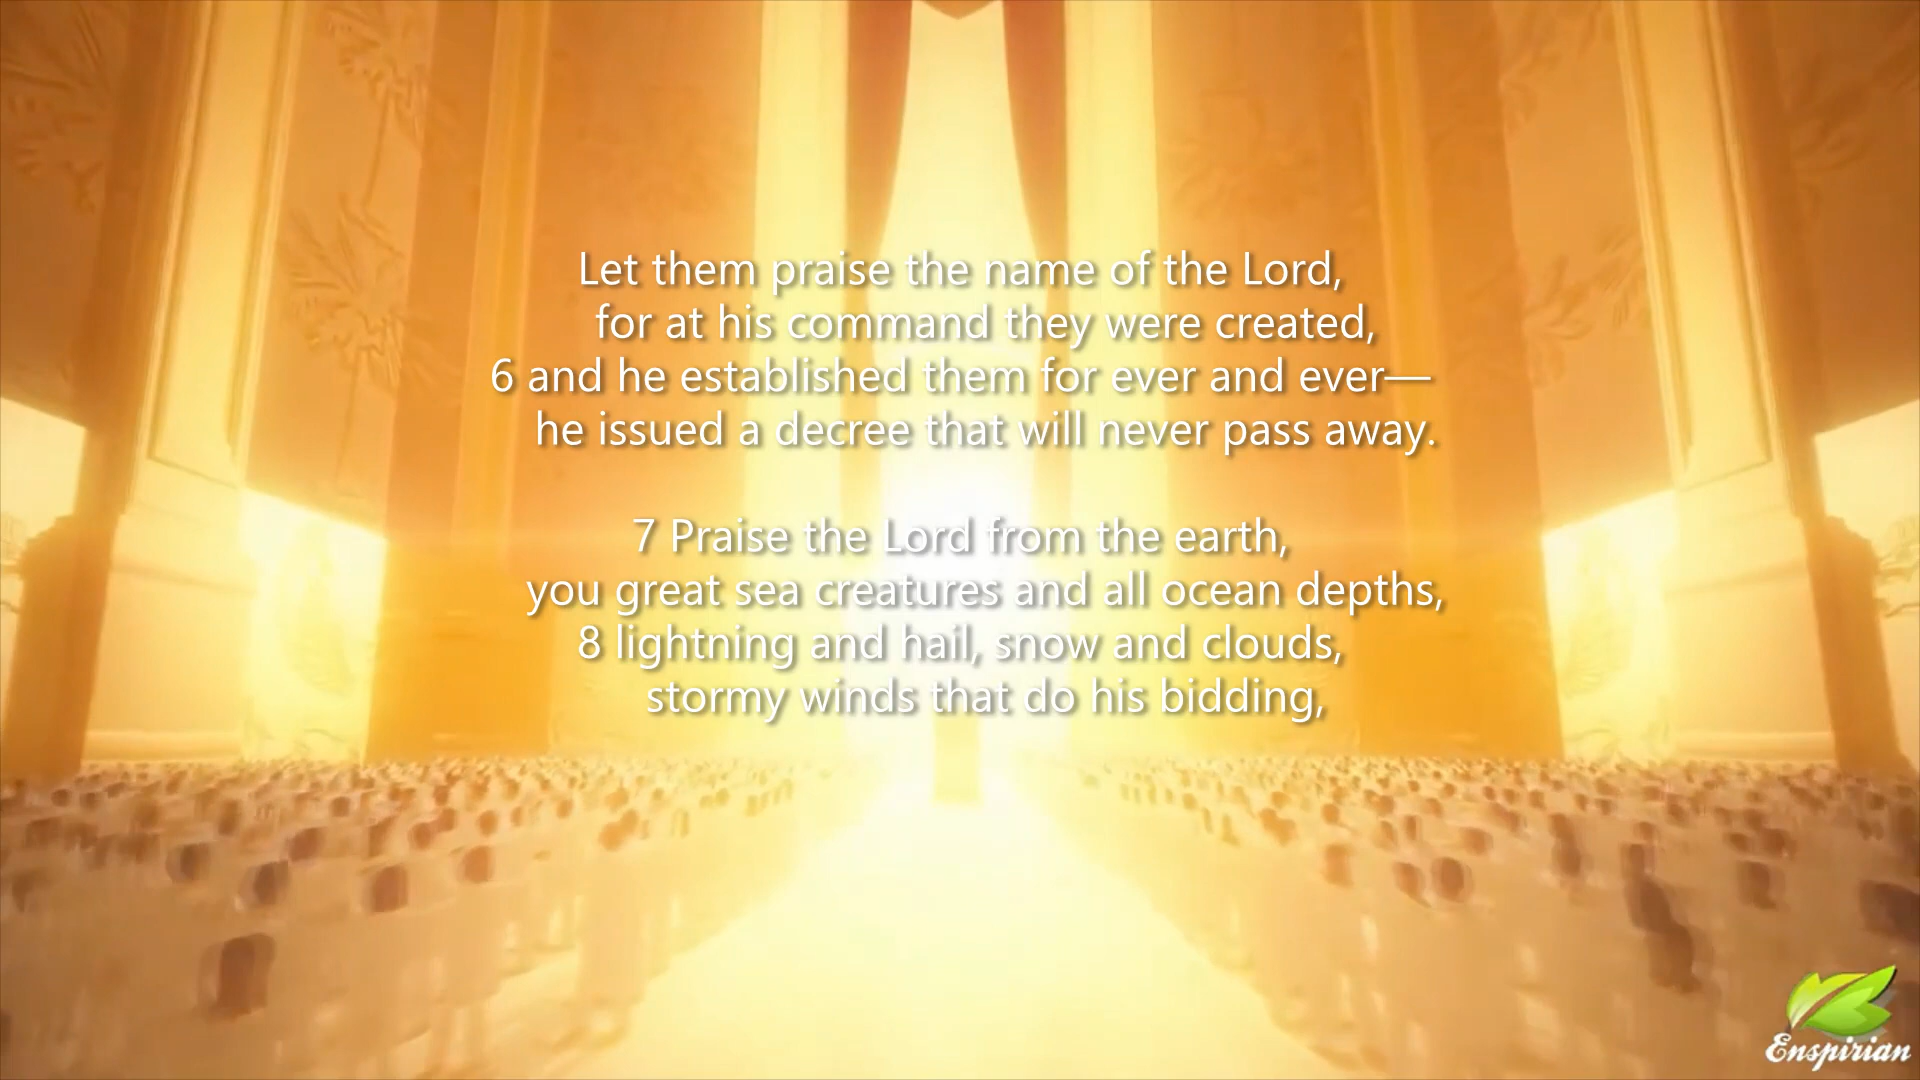 Let them praise the name of the Lord,
for at his command they were created,
6 and he established them for ever and ever—
he issued a decree that will never pass away.
7 Praise the Lord from the earth,
you great sea creatures and all ocean depths,
8 lightning and hail, snow and clouds,
stormy winds that do his bidding,
Enspirian